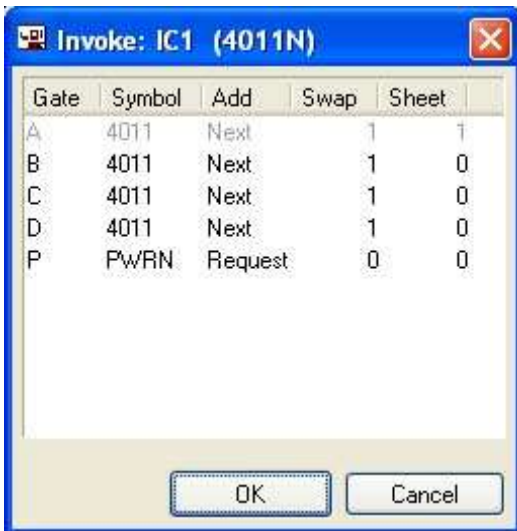 Invoke: IC1 (4011N)
Gate Symbol Add Swap Sheet
A 4011 Next 1 1
B 4011 Next 1 0
C 4011 Next 1 0
D 4011 Next 1 0
P PWRN Request 0 0
OK Cancel